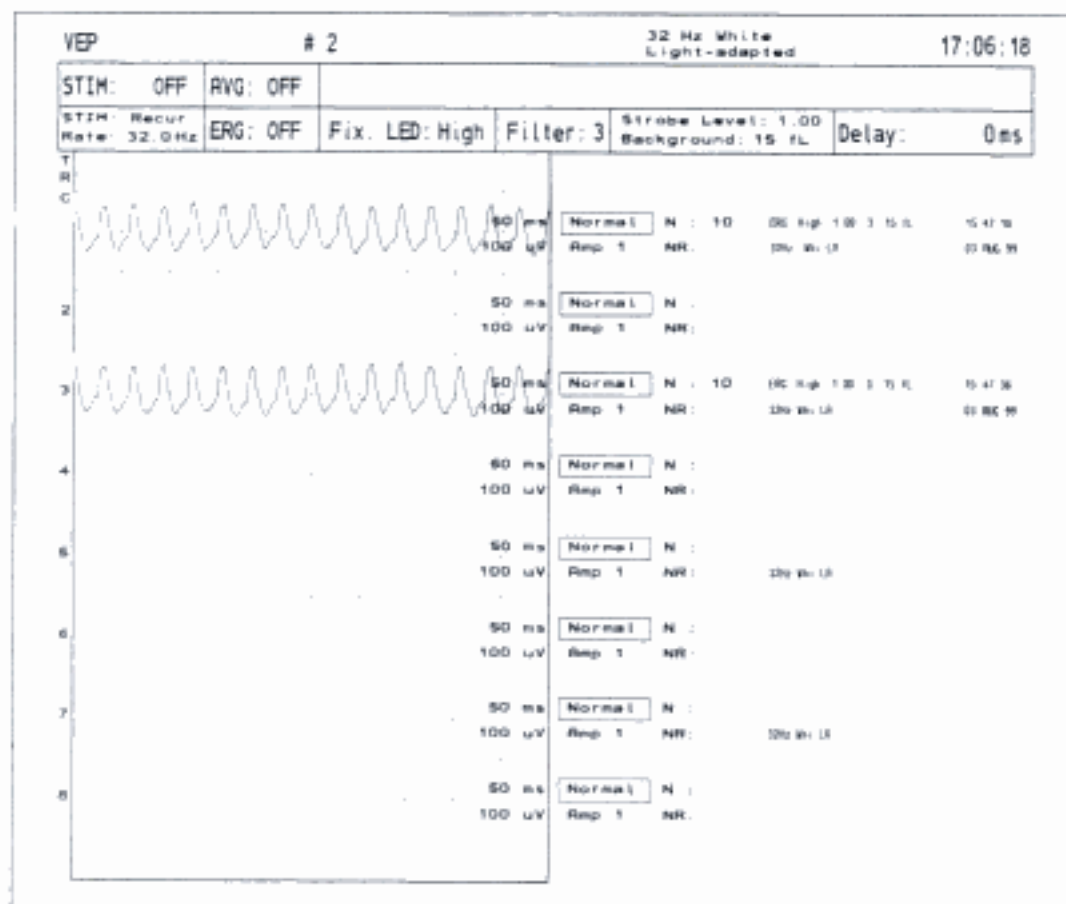 VEP # 2 32 Hz White 17:06:18
Light-adapted
STIM: OFF AVG: OFF
STIM: Recur
Rate: 32.0Hz ERG: OFF Fix. LED: High Filter: 3 Strobe Level: 1.00 Delay: 0ms
Background: 15 fL
T
R
C
50 ms Normal N : 10
100 uV Amp 1 NR:
2 50 ms Normal N :
100 uV Amp 1 NR:
3 50 ms Normal N : 10
100 uV Amp 1 NR:
4 50 ms Normal N :
100 uV Amp 1 NR:
5 50 ms Normal N :
100 uV Amp 1 NR:
6 50 ms Normal N :
100 uV Amp 1 NR:
7 50 ms Normal N :
100 uV Amp 1 NR:
8 50 ms Normal N :
100 uV Amp 1 NR: